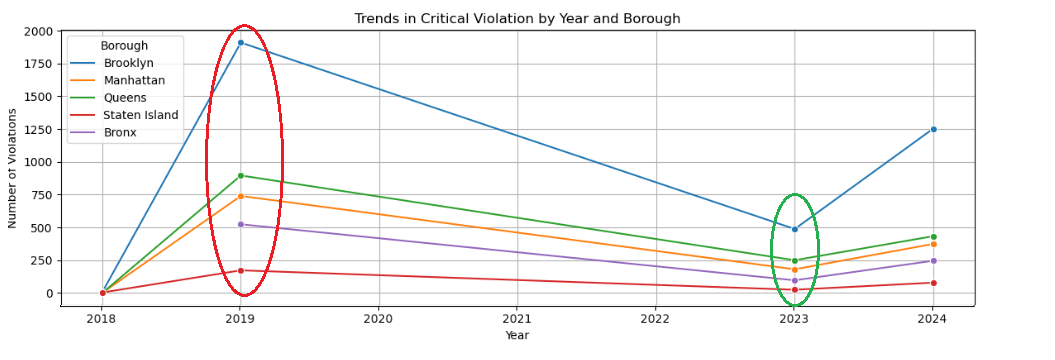 Trends in Critical Violation by Year and Borough
Number of Violations
2000
1750
1500
1250
1000
750
500
250
0
Borough
Brooklyn
Manhattan
Queens
Staten Island
Bronx
2018 2019 2020 2021 2022 2023 2024
Year